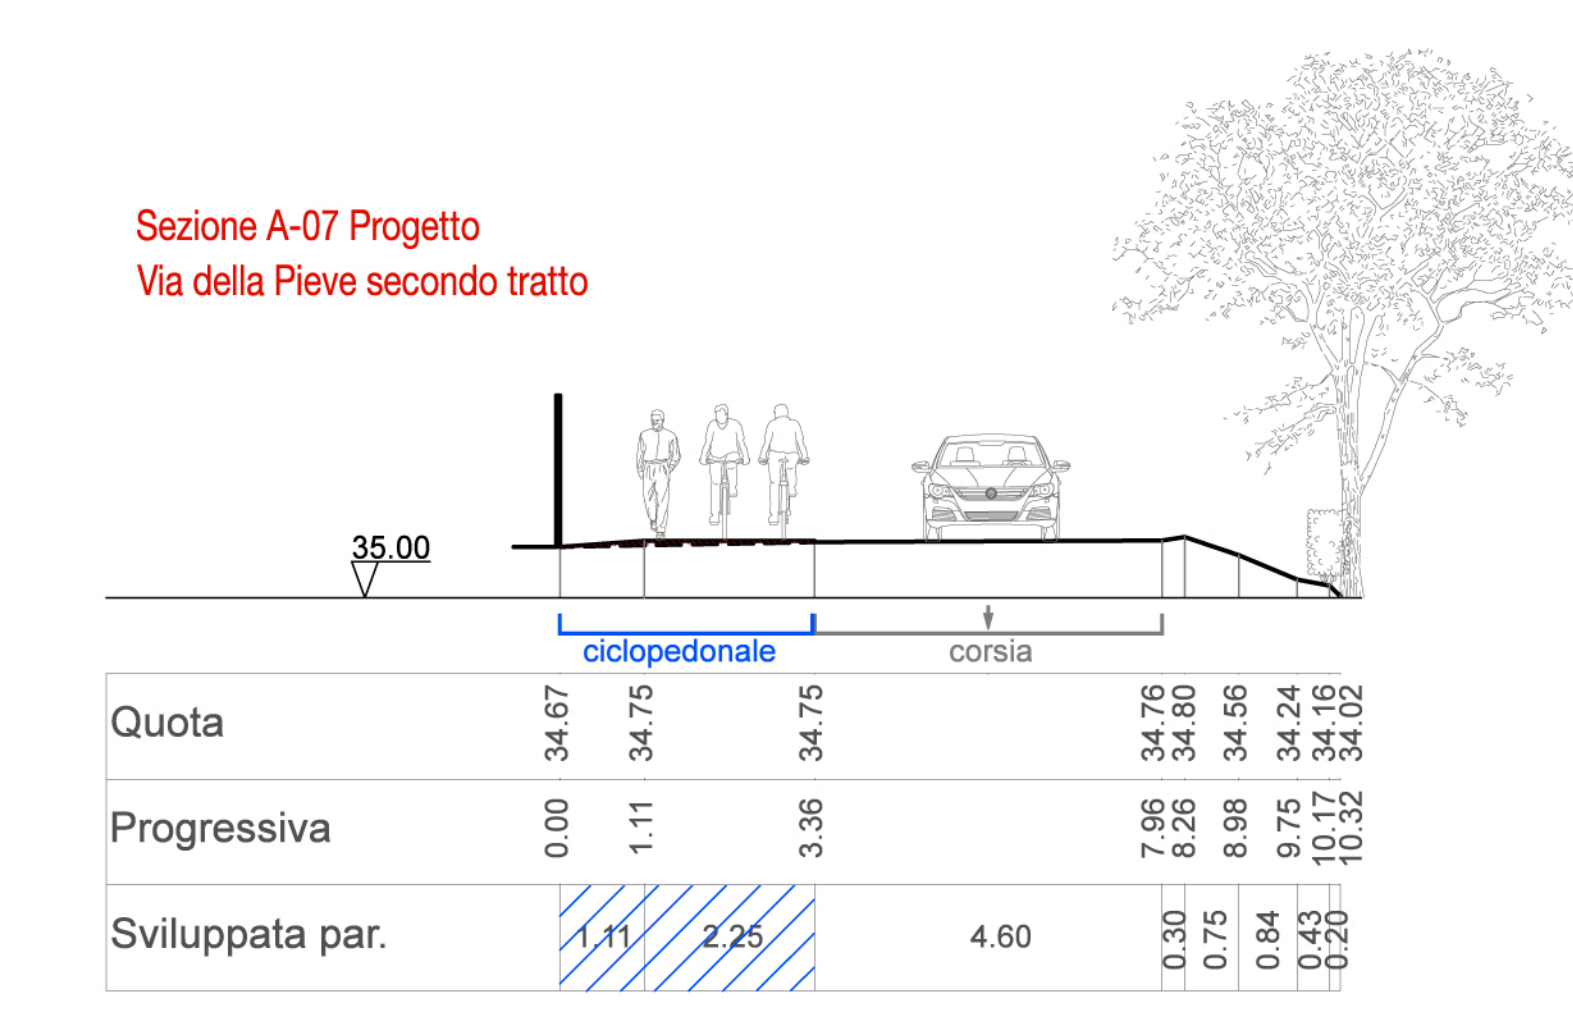 Sezione A-07 Progetto
Via della Pieve secondo tratto
35.00
ciclopedonale corsia
Quota 34.67 34.75 34.75 34.76 34.80 34.56 34.24 34.16 34.02
Progressiva 0.00 1.11 3.36 7.96 8.26 8.98 9.75 10.17 10.32
Sviluppata par. 1.11 2.25 4.60 0.30 0.75 0.84 0.43 0.20